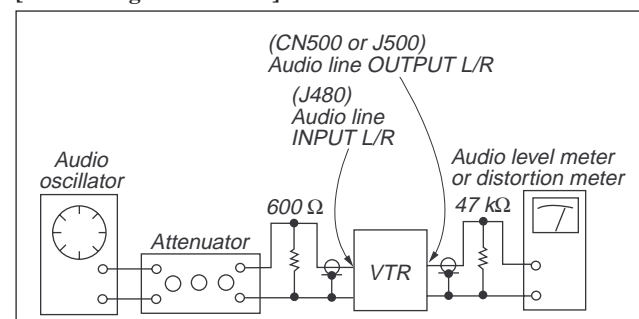 (CN500 or J500)
Audio line OUTPUT L/R
(J480)
Audio line
INPUT L/R
Audio
oscillator
Audio level meter
or distortion meter
600 Ω
47 kΩ
Attenuator
VTR